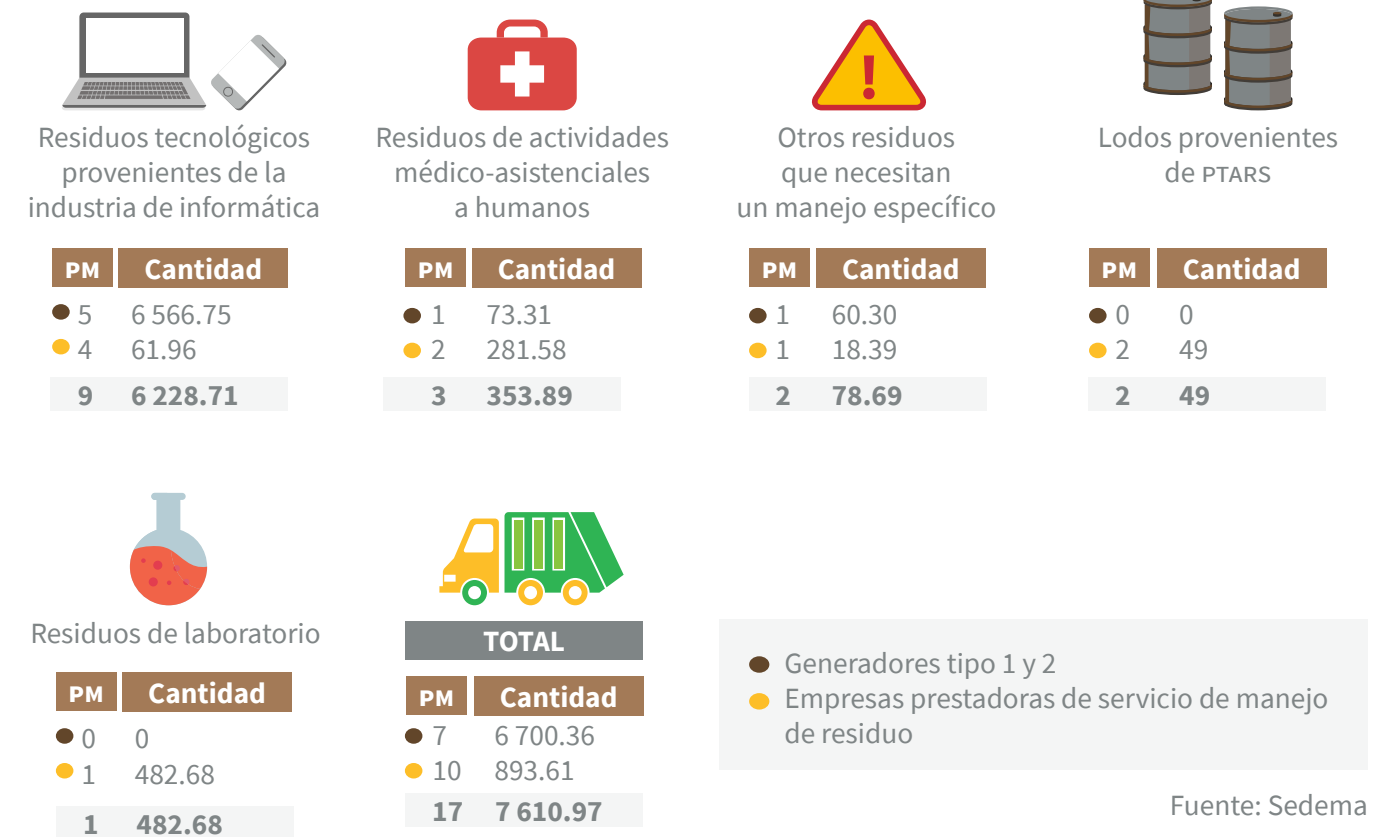 Residuos tecnológicos
provenientes de la
industria de informática
PM Cantidad
5 6 566.75
4 61.96
9 6 228.71
Residuos de actividades
médico-asistenciales
a humanos
PM Cantidad
1 73.31
2 281.58
3 353.89
Otros residuos
que necesitan
un manejo específico
PM Cantidad
1 60.30
1 18.39
2 78.69
Lodos provenientes
de PTARS
PM Cantidad
0 0
2 49
2 49
Residuos de laboratorio
PM Cantidad
0 0
1 482.68
1 482.68
TOTAL
PM Cantidad
7 6 700.36
10 893.61
17 7 610.97
Generadores tipo 1 y 2
Empresas prestadoras de servicio de manejo
de residuo
Fuente: Sedema